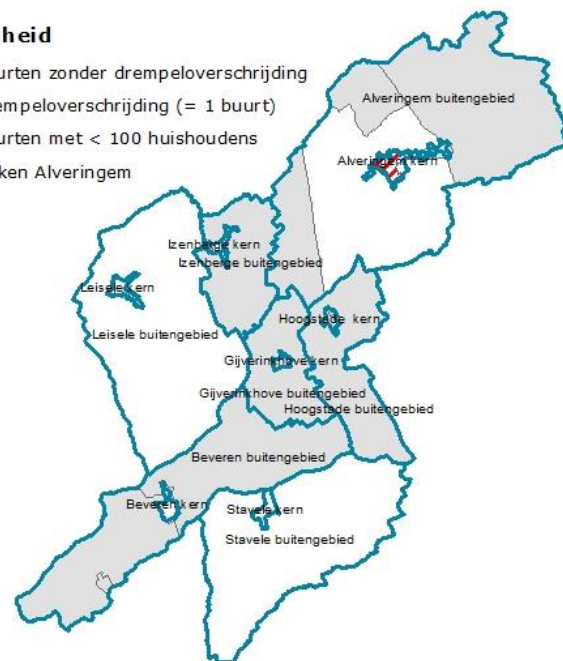 heid
urten zonder drempeloverschrijding
empeloverschrijding (= 1 buurt)
urten met < 100 huishoudens
ken Alveringem
Alveringem buitengebied
Alveringem kern
Izenberge kern
Izenberge buitengebied
Leisele kern
Hoogstade kern
Leisele buitengebied
Gijverinkhove kern
Gijverinkhove buitengebied
Hoogstade buitengebied
Beveren buitengebied
Beveren kern
Stavele kern
Stavele buitengebied